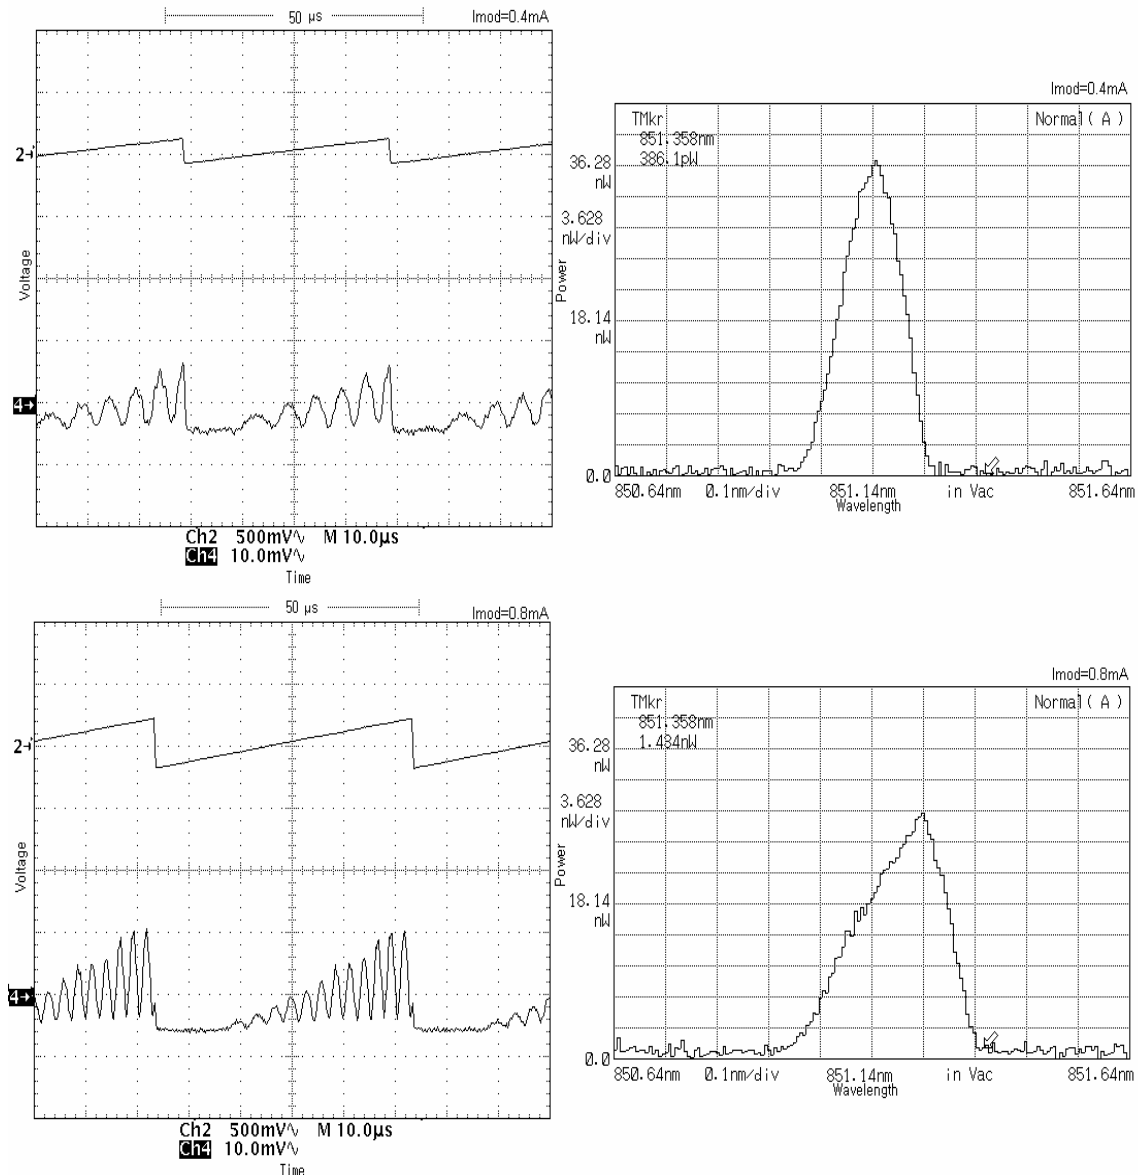 50 µs
Imod=0.4mA
2→
Voltage
4→
Ch2 500mV∿ M 10.0µs
Ch4 10.0mV∿
Time
Imod=0.4mA
TMkr
851.358nm
386.1pW
Normal ( A )
36.28
nW
3.628
nW/div
Power
18.14
nW
0.0
850.64nm 0.1nm/div 851.14nm in Vac 851.64nm
Wavelength
50 µs
Imod=0.8mA
2→
Voltage
4→
Ch2 500mV∿ M 10.0µs
Ch4 10.0mV∿
Time
Imod=0.8mA
TMkr
851.358nm
1.484nW
Normal ( A )
36.28
nW
3.628
nW/div
Power
18.14
nW
0.0
850.64nm 0.1nm/div 851.14nm in Vac 851.64nm
Wavelength